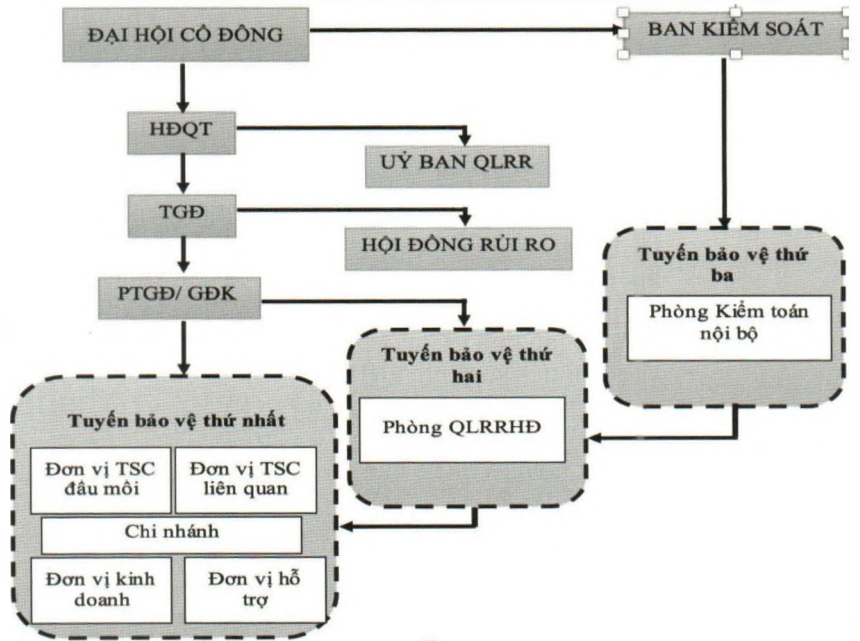 ĐẠI HỘI CỔ ĐÔNG
BAN KIỂM SOÁT
HĐQT
UỶ BAN QLRR
TGĐ
HỘI ĐỒNG RỦI RO
PTGĐ/ GĐK
Tuyến bảo vệ thứ
ba
Phòng Kiểm toán
nội bộ
Tuyến bảo vệ thứ
hai
Phòng QLRRHĐ
Tuyến bảo vệ thứ nhất
Đơn vị TSC
đầu mối
Đơn vị TSC
liên quan
Chi nhánh
Đơn vị kinh
doanh
Đơn vị hỗ
trợ